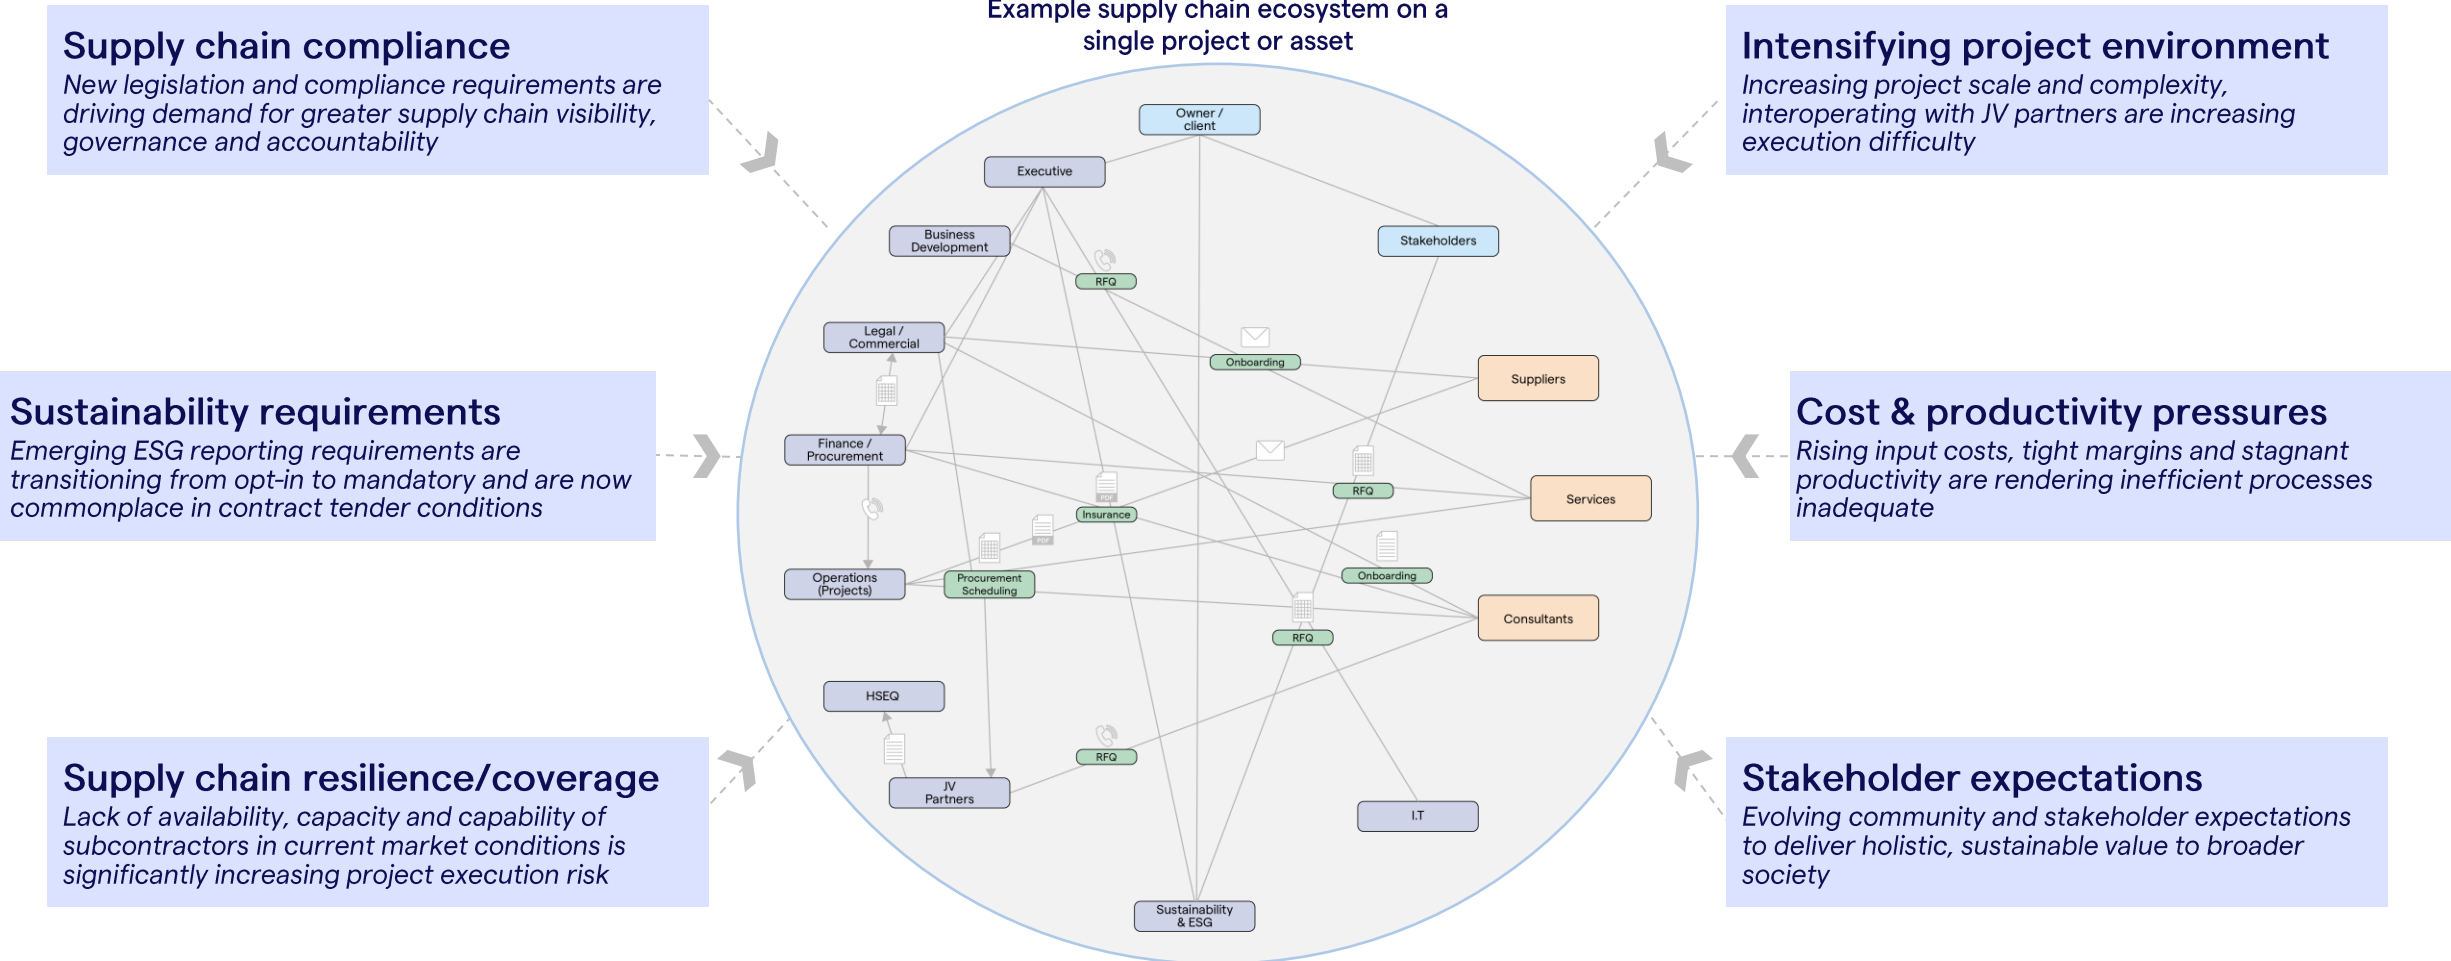 Example supply chain ecosystem on a
single project or asset
Supply chain compliance
New legislation and compliance requirements are
driving demand for greater supply chain visibility,
governance and accountability
Sustainability requirements
Emerging ESG reporting requirements are
transitioning from opt-in to mandatory and are now
commonplace in contract tender conditions
Supply chain resilience/coverage
Lack of availability, capacity and capability of
subcontractors in current market conditions is
significantly increasing project execution risk
Owner /
client
Executive
Business
Development
Stakeholders
RFQ
Legal /
Commercial
Onboarding
Suppliers
Finance /
Procurement
PDF
RFQ
Services
Insurance
PDF
Operations
(Projects)
Procurement
Scheduling
Onboarding
Consultants
RFQ
HSEQ
RFQ
JV
Partners
I.T
Sustainability
& ESG
Intensifying project environment
Increasing project scale and complexity,
interoperating with JV partners are increasing
execution difficulty
Cost & productivity pressures
Rising input costs, tight margins and stagnant
productivity are rendering inefficient processes
inadequate
Stakeholder expectations
Evolving community and stakeholder expectations
to deliver holistic, sustainable value to broader
society